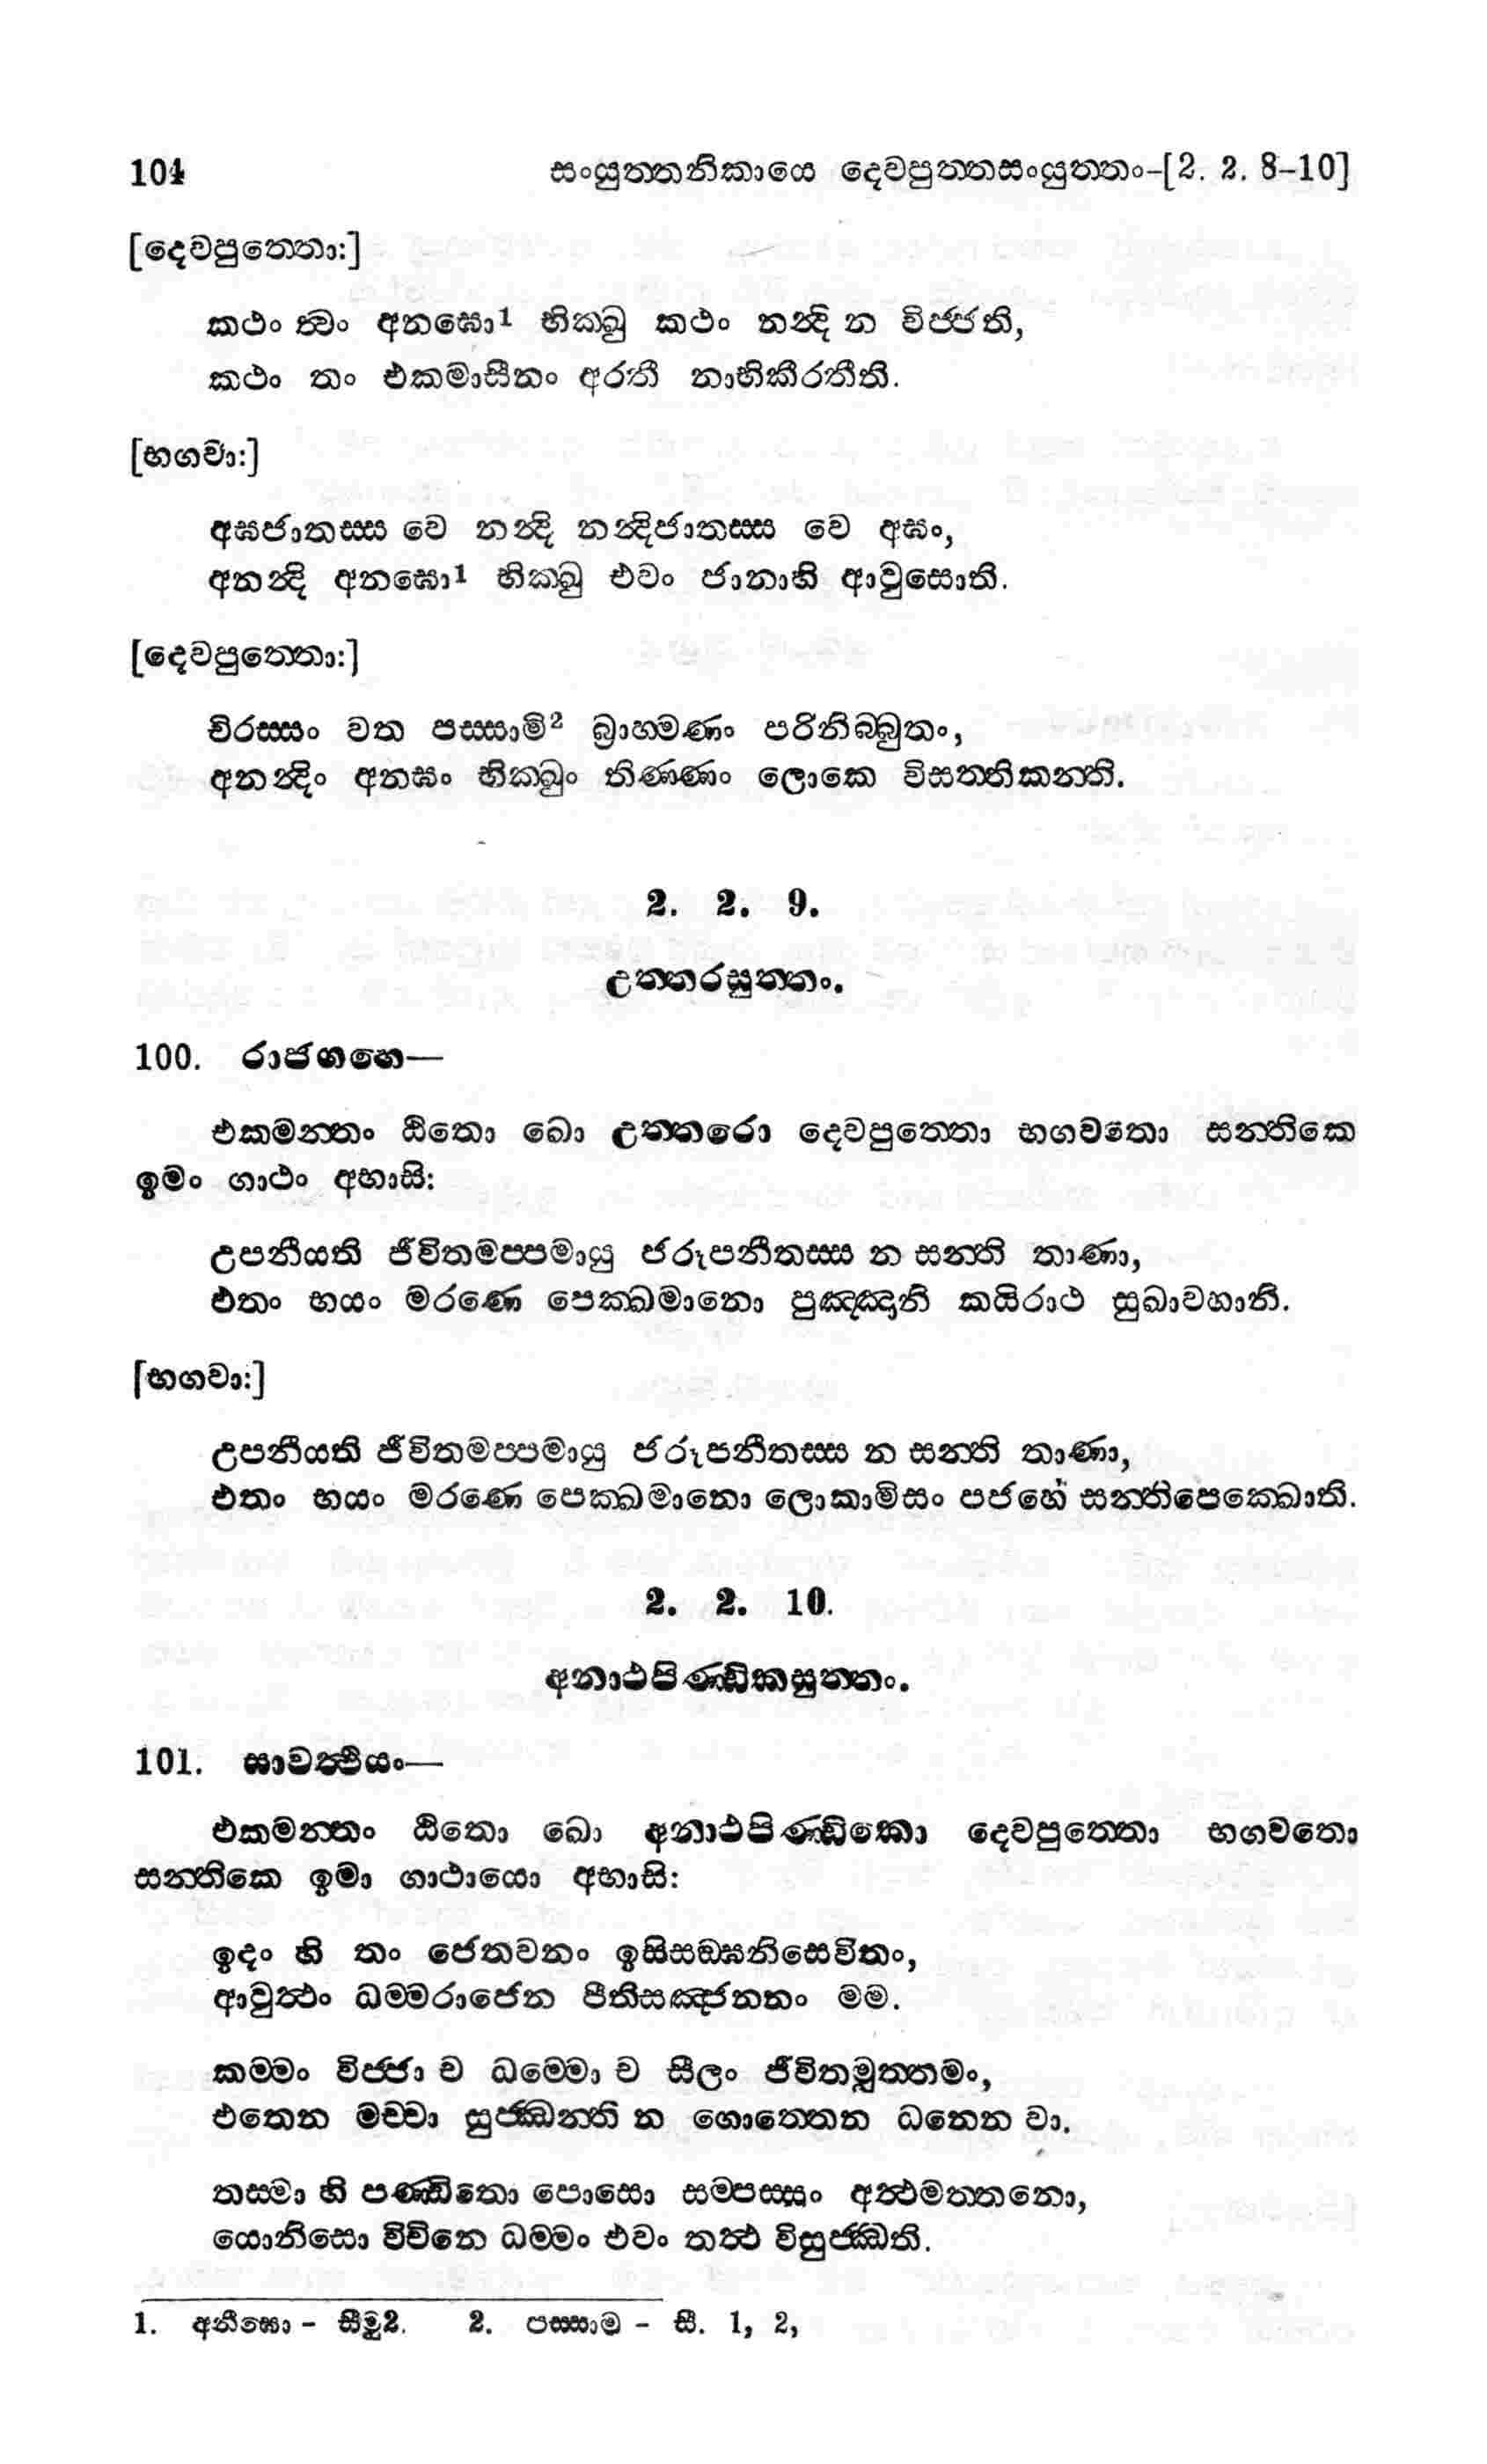 104 සංයුත්තනිකායෙ දෙවපුත්තසංයුත්තං-[2. 2. 8-10]
[දෙවපුත්තො:]
කථං ත්වං අනඝො1 භික්ඛු කථං නන්දි න විජ්ජති,
කථං තං එකමාසීනං අරතී නාභිකීරතීති.
[භගවා:]
අඝජාතස්ස වෙ නන්දි නන්දිජාතස්ස වෙ අඝං,
අනන්දි අනඝො1 භික්ඛු එවං ජානාහි ආවුසොති.
[දෙවපුත්තො:]
චිරස්සං වත පස්සාමි2 බ්‍රාහ්මණං පරිනිබ්බුතං,
අනන්දිං අනඝං භික්ඛුං තිණ්ණං ලොකෙ විසත්තිකන්ති.
2. 2. 9.
උත්තරසුත්තං.
100. රාජගහෙ—
එකමන්තං ඨිතො ඛො උත්තරො දෙවපුත්තො භගවතො සන්තිකෙ
ඉමං ගාථං අභාසි:
උපනීයති ජීවිතමප්පමායු ජරූපනීතස්ස න සන්ති තාණා,
එතං භයං මරණෙ පෙක්ඛමානො පුඤ්ඤානි කයිරාථ සුඛාවහානි.
[භගවා:]
උපනීයති ජීවිතමප්පමායු ජරූපනීතස්ස න සන්ති තාණා,
එතං භයං මරණෙ පෙක්ඛමානො ලොකාමිසං පජහේ සන්තිපෙක්ඛොති.
2. 2. 10.
අනාථපිණ්ඩිකසුත්තං.
101. සාවත්ථියං—
එකමන්තං ඨිතො ඛො අනාථපිණ්ඩිකො දෙවපුත්තො භගවතො
සන්තිකෙ ඉමා ගාථායො අභාසි:
ඉදං හි තං ජෙතවනං ඉසිසඞ්ඝනිසෙවිතං,
ආවුත්ථං ධම්මරාජෙන පීතිසඤ්ජනනං මම.
කම්මං විජ්ජා ච ධම්මො ච සීලං ජීවිතමුත්තමං,
එතෙන මච්චා සුජ්ඣන්ති න ගොත්තෙන ධනෙන වා.
තස්මා හි පණ්ඩිතො පොසො සම්පස්සං අත්ථමත්තනො,
යොනිසො විචිනෙ ධම්මං එවං තත්ථ විසුජ්ඣති.
1. අනීඝො - සීමු2. 2. පස්සාම - සී. 1, 2,